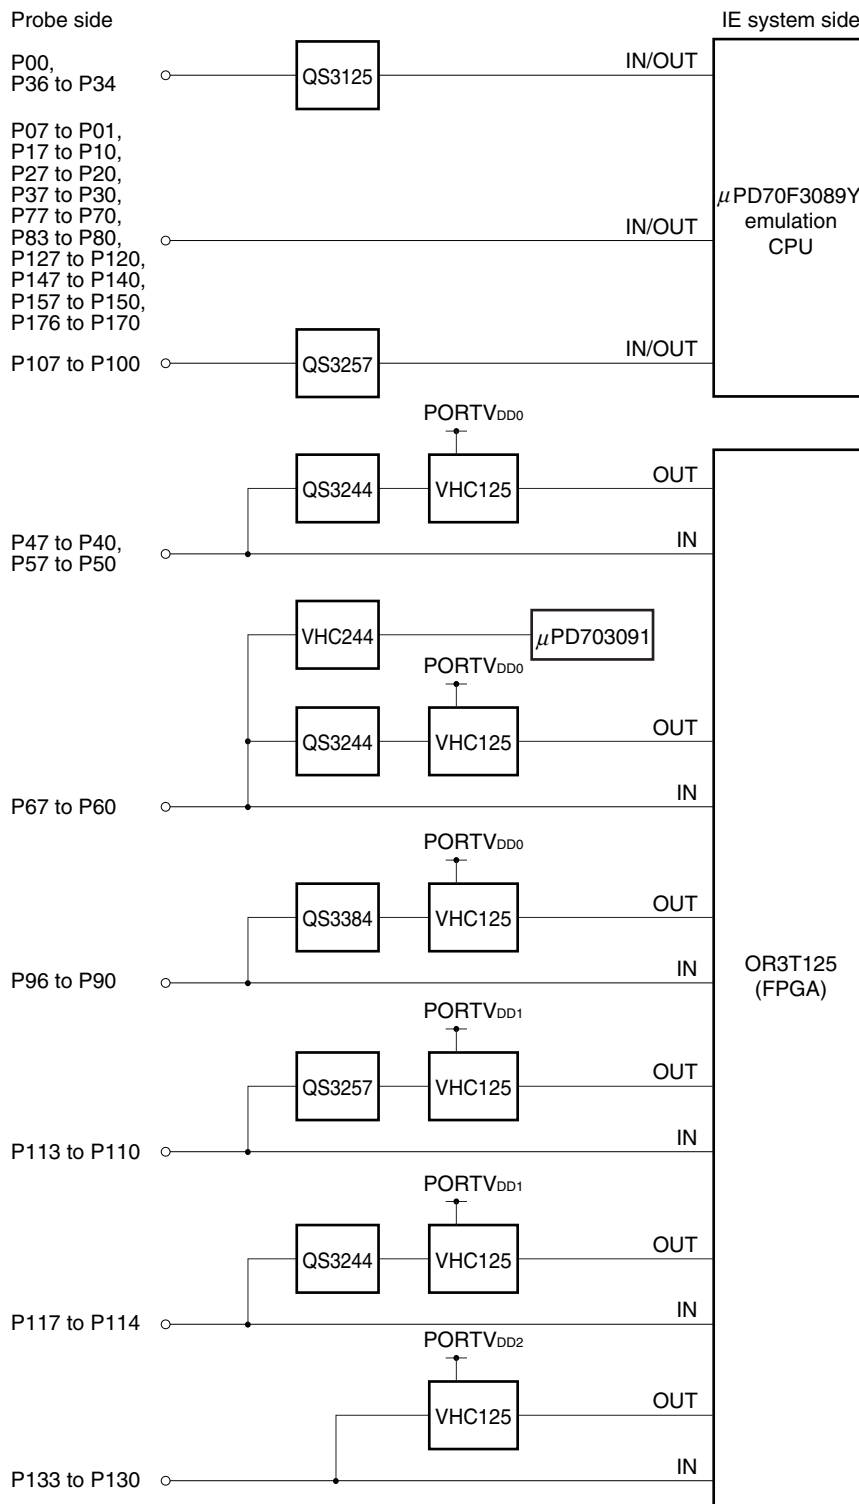 Probe side
IE system side
P00,
P36 to P34
QS3125
IN/OUT
P07 to P01,
P17 to P10,
P27 to P20,
P37 to P30,
P77 to P70,
P83 to P80,
P127 to P120,
P147 to P140,
P157 to P150,
P176 to P170
IN/OUT
μPD70F3089Y
emulation
CPU
P107 to P100
QS3257
IN/OUT
PORTVDD0
QS3244
VHC125
OUT
P47 to P40,
P57 to P50
IN
VHC244
μPD703091
PORTVDD0
QS3244
VHC125
OUT
P67 to P60
IN
PORTVDD0
QS3384
VHC125
OUT
P96 to P90
IN
OR3T125
(FPGA)
PORTVDD1
QS3257
VHC125
OUT
P113 to P110
IN
PORTVDD1
QS3244
VHC125
OUT
P117 to P114
IN
PORTVDD2
VHC125
OUT
P133 to P130
IN